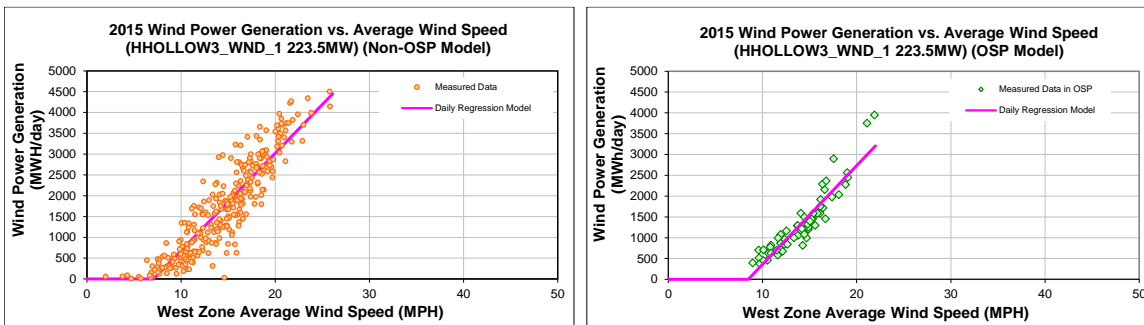 2015 Wind Power Generation vs. Average Wind Speed
(HHOLLOW3_WND_1 223.5MW) (Non-OSP Model)
Wind Power Generation
(MWH/day)
5000
4500
4000
3500
3000
2500
2000
1500
1000
500
0
Measured Data
Daily Regression Model
0 10 20 30 40 50
West Zone Average Wind Speed (MPH)
2015 Wind Power Generation vs. Average Wind Speed
(HHOLLOW3_WND_1 223.5MW) (OSP Model)
Wind Power Generation
(MWh/day)
5000
4500
4000
3500
3000
2500
2000
1500
1000
500
0
Measured Data in OSP
Daily Regression Model
0 10 20 30 40 50
West Zone Average Wind Speed (MPH)